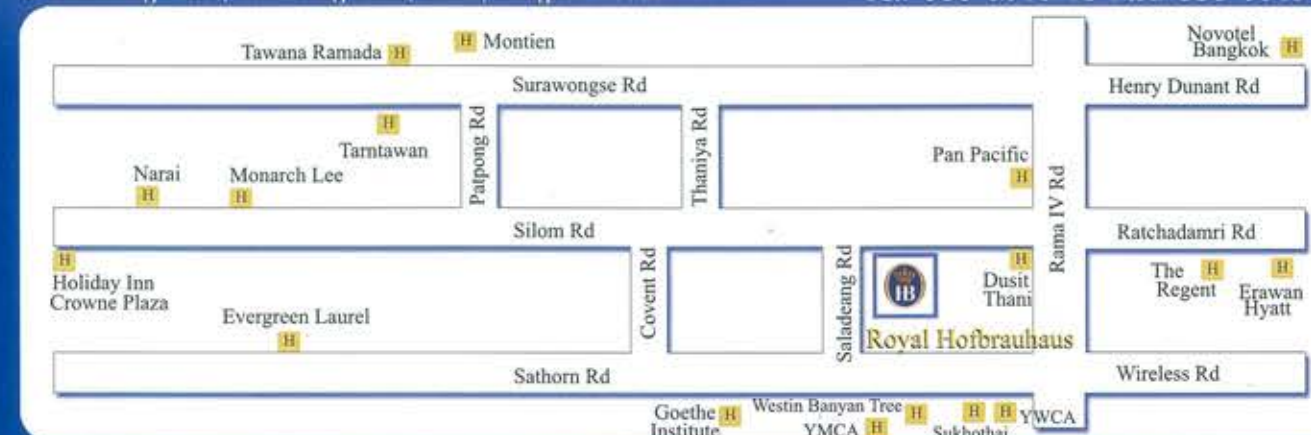 Tawana Ramada H
H Montien
Novotel
Bangkok H
Surawongse Rd
Henry Dunant Rd
Patpong Rd
Thaniya Rd
Rama IV Rd
H
Tarntawan
Pan Pacific
H
Narai
H
Monarch Lee
H
Silom Rd
Ratchadamri Rd
H
Holiday Inn
Crowne Plaza
Covent Rd
Saladeang Rd
HB
Royal Hofbrauhaus
H
Dusit
Thani
The H
Regent
H
Erawan
Hyatt
Evergreen Laurel
H
Sathorn Rd
Wireless Rd
Goethe H
Institute
Westin Banyan Tree H
YMCA H
H
Sukhothai
H YWCA